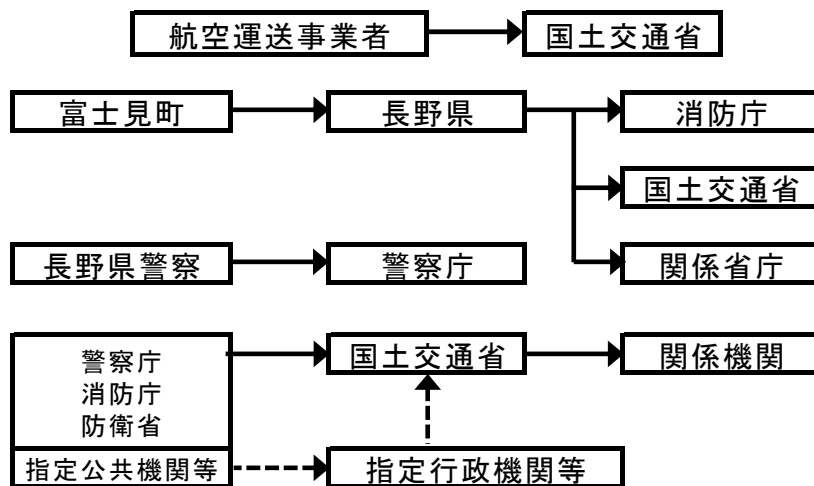 航空運送事業者
国土交通省
富士見町
長野県
消防庁
国土交通省
長野県警察
警察庁
関係省庁
警察庁
消防庁
防衛省
国土交通省
関係機関
指定公共機関等
指定行政機関等